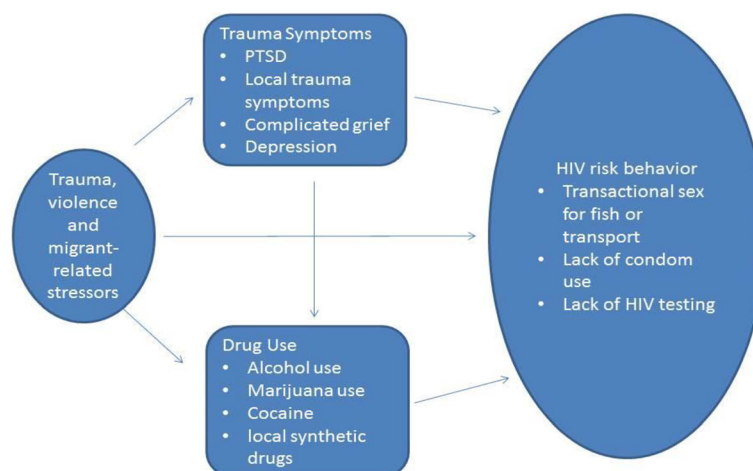 Trauma Symptoms
• PTSD
• Local trauma
symptoms
• Complicated grief
• Depression
Trauma,
violence
and
migrant-
related
stressors
HIV risk behavior
• Transactional sex
for fish or
transport
• Lack of condom
use
• Lack of HIV testing
Drug Use
• Alcohol use
• Marijuana use
• Cocaine
• local synthetic
drugs